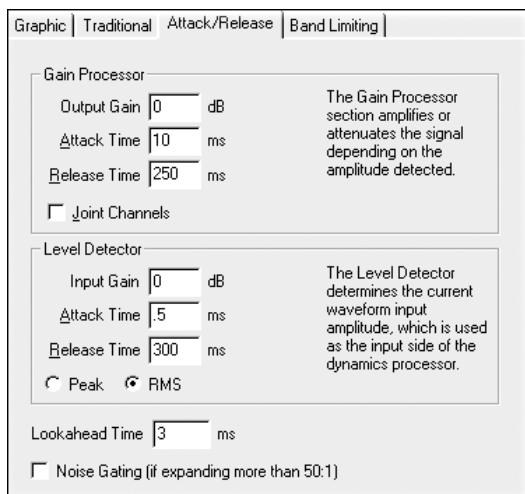 Graphic Traditional Attack/Release Band Limiting
Gain Processor
Output Gain 0 dB
Attack Time 10 ms
Release Time 250 ms
Joint Channels
The Gain Processor
section amplifies or
attenuates the signal
depending on the
amplitude detected.
Level Detector
Input Gain 0 dB
Attack Time .5 ms
Release Time 300 ms
Peak RMS
The Level Detector
determines the current
waveform input
amplitude, which is used
as the input side of the
dynamics processor.
Lookahead Time 3 ms
Noise Gating (if expanding more than 50:1)